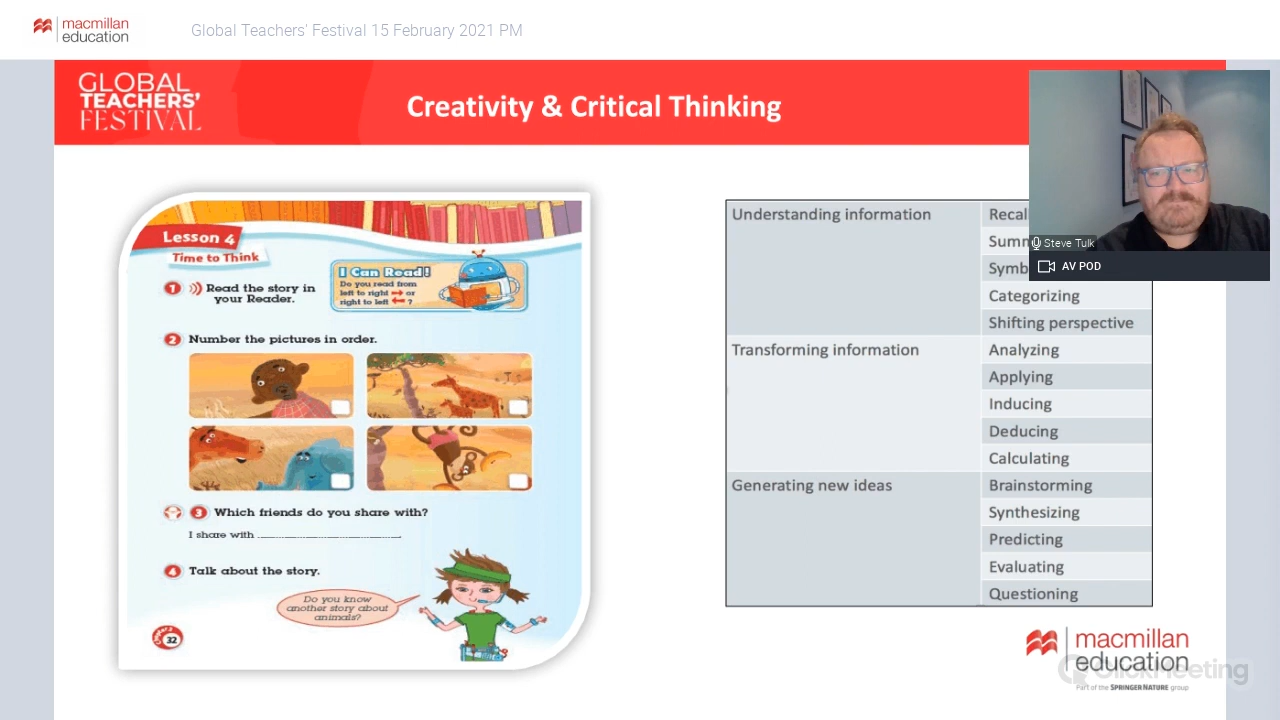 macmillan
education
Global Teachers' Festival 15 February 2021 PM
GLOBAL
TEACHERS'
FESTIVAL
Creativity & Critical Thinking
Steve Tulk
AV POD
Lesson 4
Time to Think
1 Read the story in
your Reader.
I Can Read!
Do you read from
left to right or
right to left ?
2 Number the pictures in order.
3 Which friends do you share with?
I share with
4 Talk about the story.
Do you know
another story about
animals?
Chapter 3
32
Understanding information
Categorizing
Shifting perspective
Transforming information
Analyzing
Applying
Inducing
Deducing
Calculating
Generating new ideas
Brainstorming
Synthesizing
Predicting
Evaluating
Questioning
macmillan
education
Part of the SPRINGER NATURE group
ClickMeeting